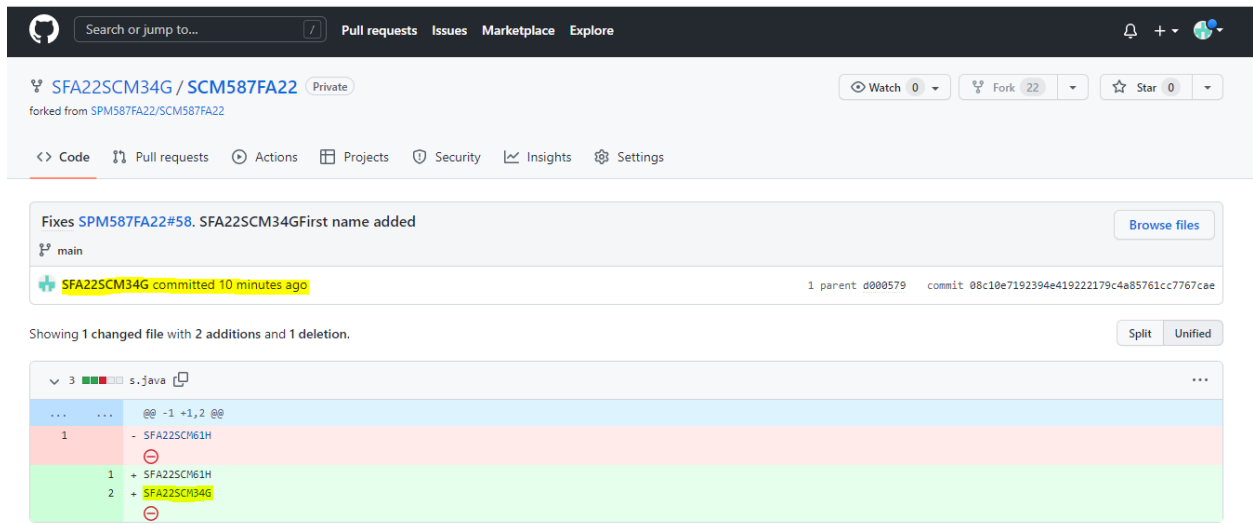 Search or jump to... /
Pull requests Issues Marketplace Explore
SFA22SCM34G / SCM587FA22 Private
Watch 0 Fork 22 Star 0
forked from SPM587FA22/SCM587FA22
<> Code Pull requests Actions Projects Security Insights Settings
Fixes SPM587FA22#58. SFA22SCM34GFirst name added
Browse files
main
SFA22SCM34G committed 10 minutes ago
1 parent d000579 commit 08c10e7192394e419222179c4a85761cc7767cae
Showing 1 changed file with 2 additions and 1 deletion.
Split Unified
3 s.java ...
... ... @@ -1 +1,2 @@
1 - SFA22SCM61H
1 + SFA22SCM61H
2 + SFA22SCM34G